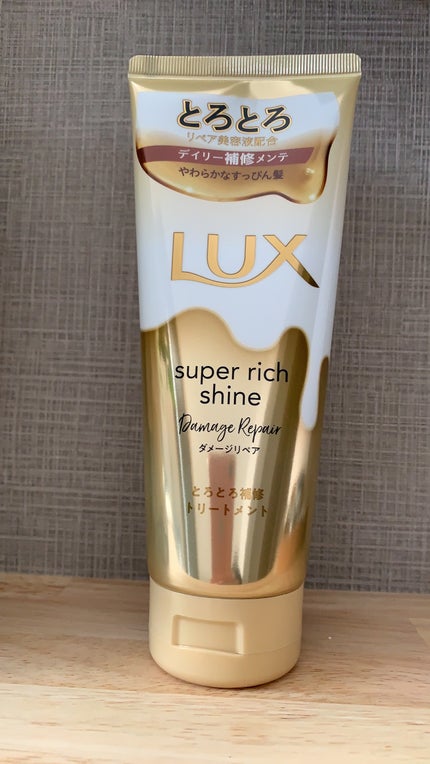 とろとろ
リペア美容液配合
デイリー補修メンテ
やわらかなすっぴん髪
LUX
super rich
shine
Damage Repair
ダメージリペア
とろとろ補修
トリートメント